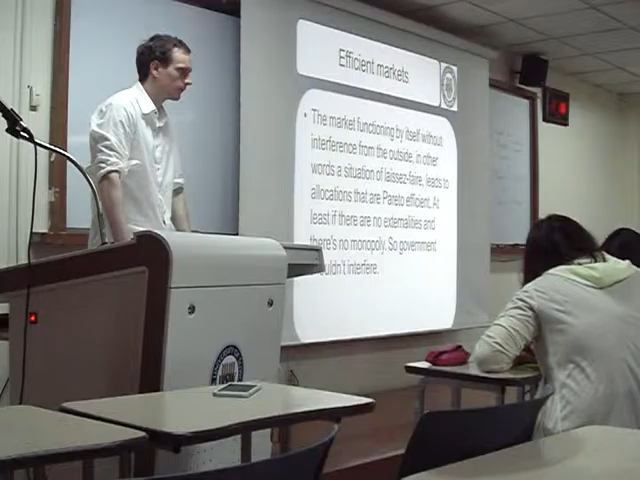 Efficient markets
• The market functioning by itself without
interference from the outside, in other
words a situation of laissez-faire, leads to
allocations that are Pareto efficient. At
least if there are no externalities and
there's no monopoly. So government
interfere.